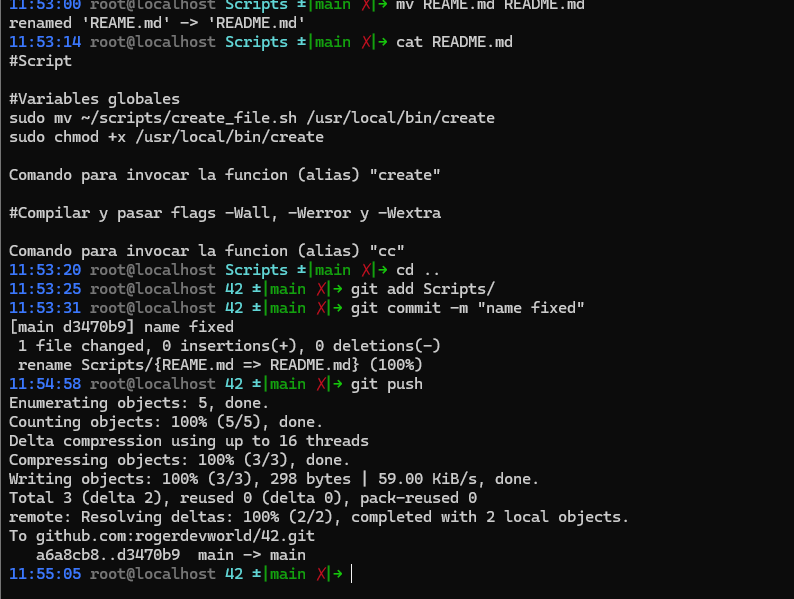 11:53:00 root@localhost Scripts ±|main ✗|→ mv REAME.md README.md
renamed 'REAME.md' -> 'README.md'
11:53:14 root@localhost Scripts ±|main ✗|→ cat README.md
#Script
#Variables globales
sudo mv ~/scripts/create_file.sh /usr/local/bin/create
sudo chmod +x /usr/local/bin/create
Comando para invocar la funcion (alias) "create"
#Compilar y pasar flags -Wall, -Werror y -Wextra
Comando para invocar la funcion (alias) "cc"
11:53:20 root@localhost Scripts ±|main ✗|→ cd ..
11:53:25 root@localhost 42 ±|main ✗|→ git add Scripts/
11:53:31 root@localhost 42 ±|main ✗|→ git commit -m "name fixed"
[main d3470b9] name fixed
 1 file changed, 0 insertions(+), 0 deletions(-)
 rename Scripts/{REAME.md => README.md} (100%)
11:54:58 root@localhost 42 ±|main ✗|→ git push
Enumerating objects: 5, done.
Counting objects: 100% (5/5), done.
Delta compression using up to 16 threads
Compressing objects: 100% (3/3), done.
Writing objects: 100% (3/3), 298 bytes | 59.00 KiB/s, done.
Total 3 (delta 2), reused 0 (delta 0), pack-reused 0
remote: Resolving deltas: 100% (2/2), completed with 2 local objects.
To github.com:rogerdevworld/42.git
   a6a8cb8..d3470b9  main -> main
11:55:05 root@localhost 42 ±|main ✗|→